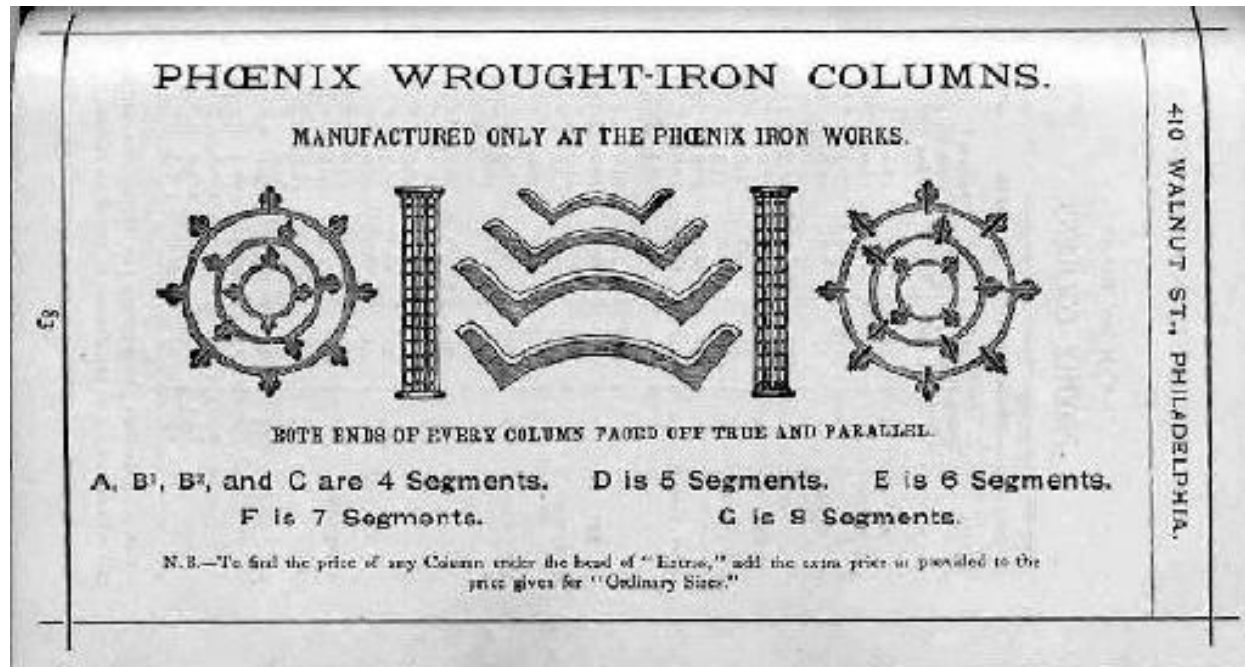 PHŒNIX WROUGHT-IRON COLUMNS.
MANUFACTURED ONLY AT THE PHŒNIX IRON WORKS.
BOTH ENDS OF EVERY COLUMN FACED OFF TRUE AND PARALLEL.
A, B¹, B², and C are 4 Segments. D is 5 Segments. E is 6 Segments.
F is 7 Segments. G is 8 Segments.
N.B.—To find the price of any Column under the head of "Extras," add the extra price as provided to the
price given for "Ordinary Sizes."
410 WALNUT ST., PHILADELPHIA.
83